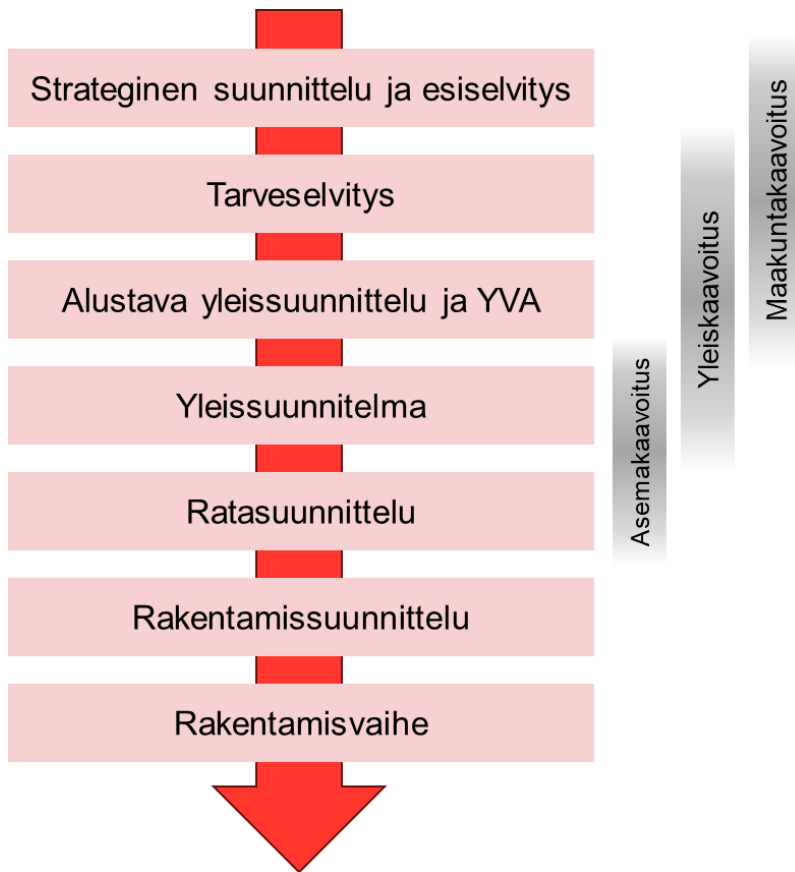 Strateginen suunnittelu ja esiselvitys
Tarveselvitys
Alustava yleissuunnittelu ja YVA
Yleissuunnitelma
Ratasuunnittelu
Rakentamissuunnittelu
Rakentamisvaihe
Asemakaavoitus
Yleiskaavoitus
Maakuntakaavoitus